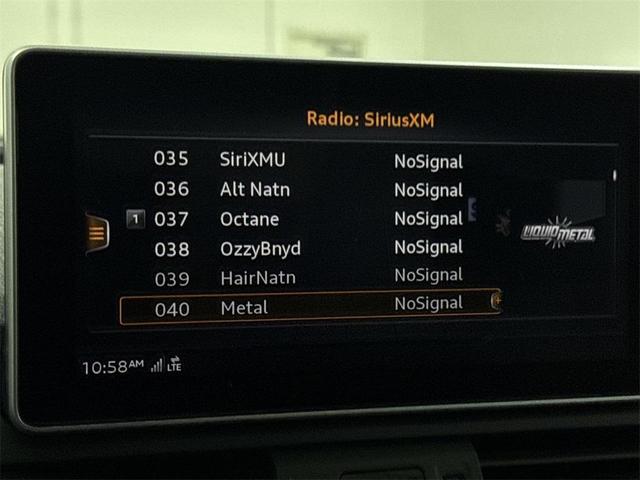 Radio: SiriusXM
035 SiriXMU NoSignal
036 Alt Natn NoSignal
1 037 Octane NoSignal
038 OzzyBnyd NoSignal
039 HairNatn NoSignal
040 Metal NoSignal
LIQUID METAL
10:58AM LTE